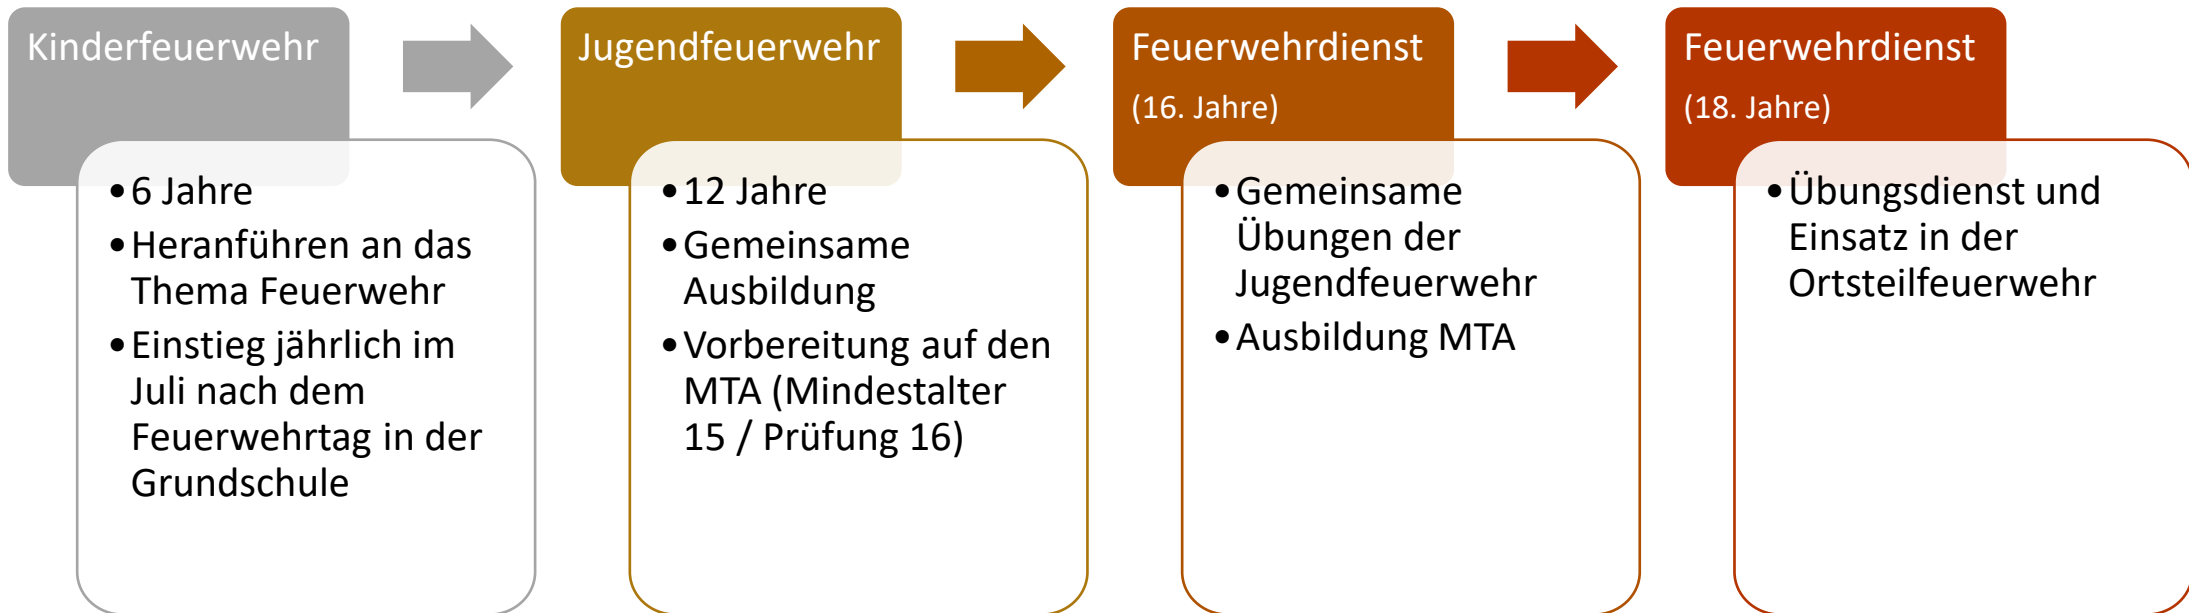 Kinderfeuerwehr
• 6 Jahre
• Heranführen an das
Thema Feuerwehr
• Einstieg jährlich im
Juli nach dem
Feuerwehrtag in der
Grundschule
Jugendfeuerwehr
• 12 Jahre
• Gemeinsame
Ausbildung
• Vorbereitung auf den
MTA (Mindestalter
15 / Prüfung 16)
Feuerwehrdienst
(16. Jahre)
• Gemeinsame
Übungen der
Jugendfeuerwehr
• Ausbildung MTA
Feuerwehrdienst
(18. Jahre)
• Übungsdienst und
Einsatz in der
Ortsteilfeuerwehr